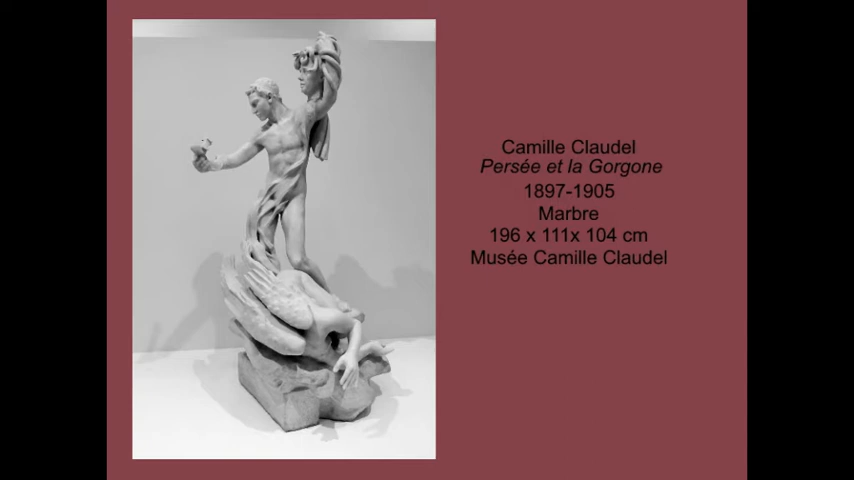 Camille Claudel
Persée et la Gorgone
1897-1905
Marbre
196 x 111x 104 cm
Musée Camille Claudel